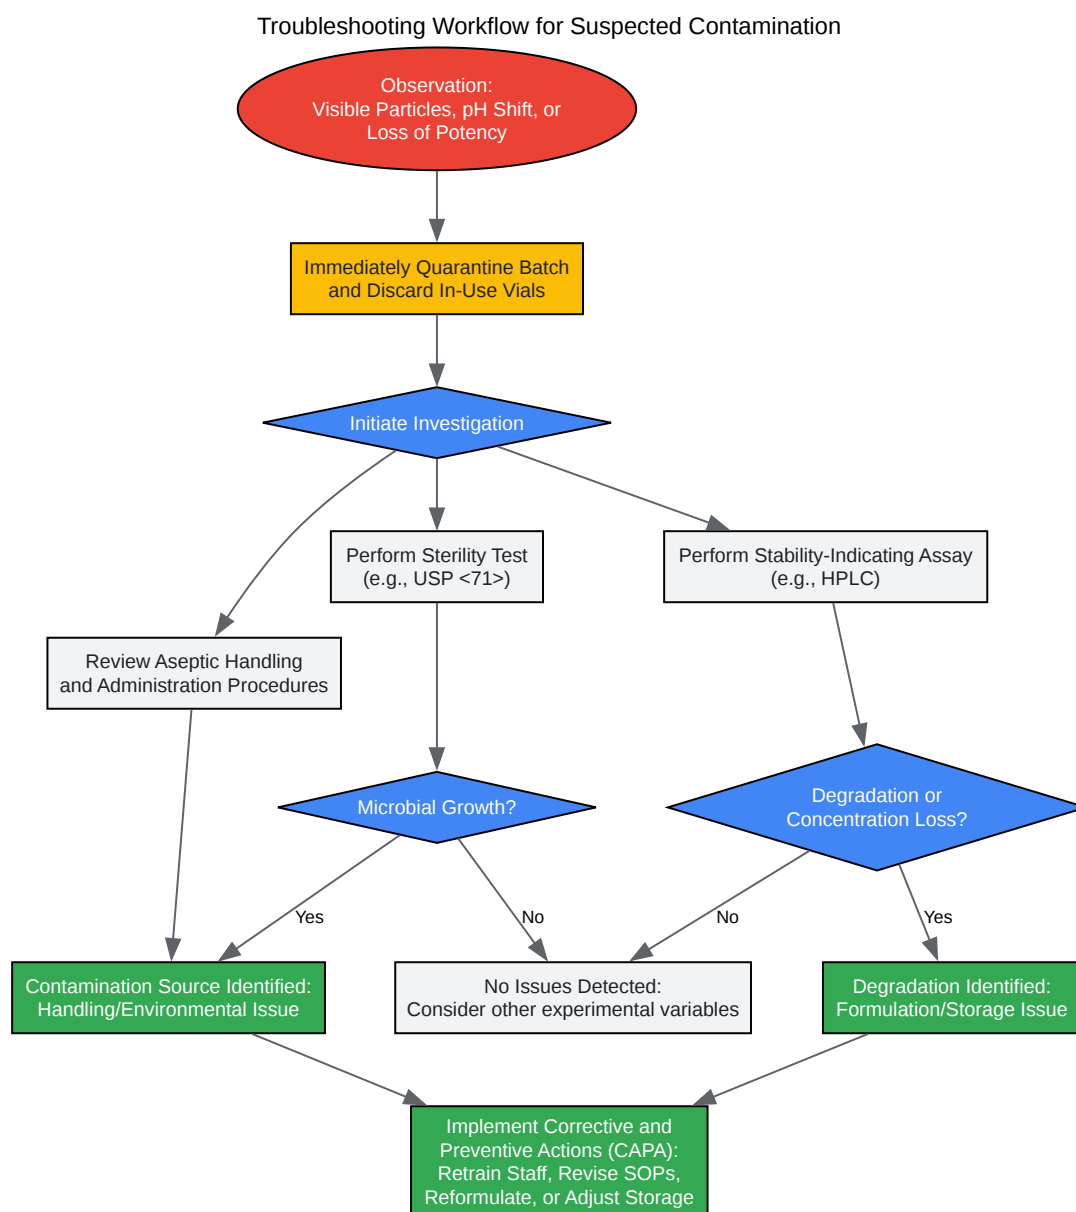 Troubleshooting Workflow for Suspected Contamination
Observation:
Visible Particles, pH Shift, or
Loss of Potency
Immediately Quarantine Batch
and Discard In-Use Vials
Initiate Investigation
Perform Sterility Test
(e.g., USP <71>)
Perform Stability-Indicating Assay
(e.g., HPLC)
Review Aseptic Handling
and Administration Procedures
Microbial Growth?
Degradation or
Concentration Loss?
Yes
No
No
Yes
Contamination Source Identified:
Handling/Environmental Issue
No Issues Detected:
Consider other experimental variables
Degradation Identified:
Formulation/Storage Issue
Implement Corrective and
Preventive Actions (CAPA):
Retrain Staff, Revise SOPs,
Reformulate, or Adjust Storage